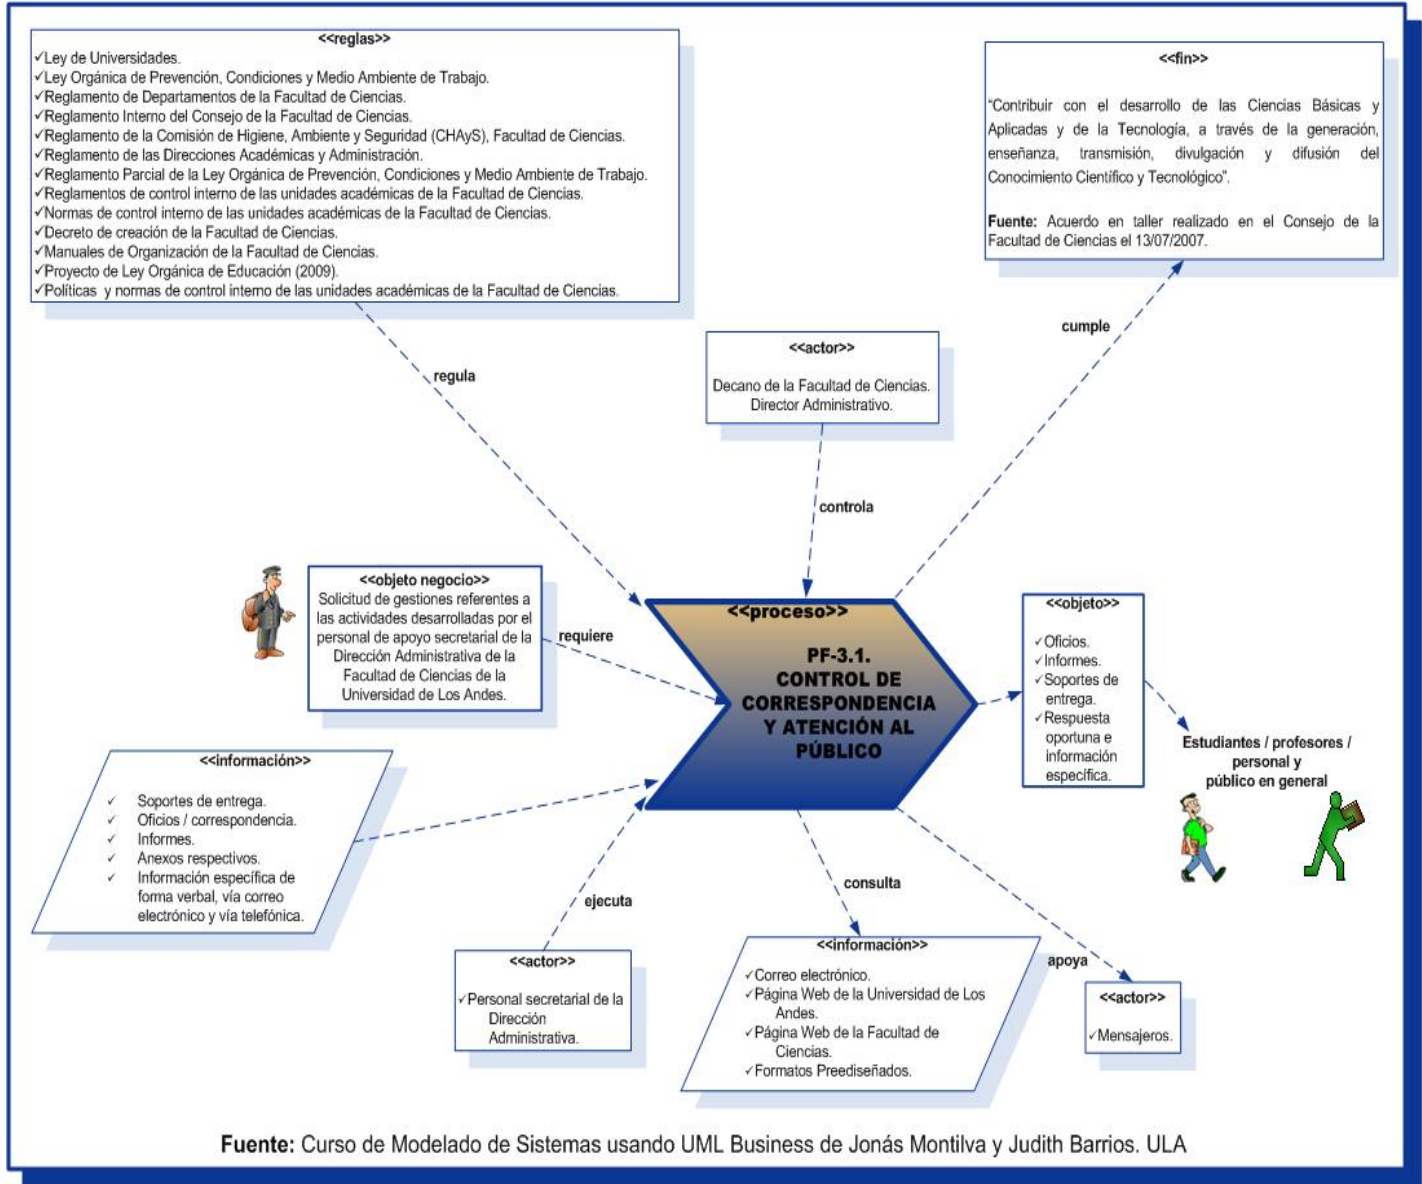 <<reglas>>
✓Ley de Universidades.
✓Ley Orgánica de Prevención, Condiciones y Medio Ambiente de Trabajo.
✓Reglamento de Departamentos de la Facultad de Ciencias.
✓Reglamento Interno del Consejo de la Facultad de Ciencias.
✓Reglamento de la Comisión de Higiene, Ambiente y Seguridad (CHAyS), Facultad de Ciencias.
✓Reglamento de las Direcciones Académicas y Administración.
✓Reglamento Parcial de la Ley Orgánica de Prevención, Condiciones y Medio Ambiente de Trabajo.
✓Reglamentos de control interno de las unidades académicas de la Facultad de Ciencias.
✓Normas de control interno de las unidades académicas de la Facultad de Ciencias.
✓Decreto de creación de la Facultad de Ciencias.
✓Manuales de Organización de la Facultad de Ciencias.
✓Proyecto de Ley Orgánica de Educación (2009).
✓Políticas y normas de control interno de las unidades académicas de la Facultad de Ciencias.
<<fin>>
“Contribuir con el desarrollo de las Ciencias Básicas y
Aplicadas y de la Tecnología, a través de la generación,
enseñanza, transmisión, divulgación y difusión del
Conocimiento Científico y Tecnológico”.
Fuente: Acuerdo en taller realizado en el Consejo de la
Facultad de Ciencias el 13/07/2007.
regula
<<actor>>
Decano de la Facultad de Ciencias.
Director Administrativo.
cumple
controla
<<objeto negocio>>
Solicitud de gestiones referentes a
las actividades desarrolladas por el
personal de apoyo secretarial de la
Dirección Administrativa de la
Facultad de Ciencias de la
Universidad de Los Andes.
requiere
<<proceso>>
PF-3.1.
CONTROL DE
CORRESPONDENCIA
Y ATENCIÓN AL
PÚBLICO
<<objeto>>
✓Oficios.
✓Informes.
✓Soportes de
entrega.
✓Respuesta
oportuna e
información
específica.
Estudiantes / profesores /
personal y
público en general
<<información>>
✓ Soportes de entrega.
✓ Oficios / correspondencia.
✓ Informes.
✓ Anexos respectivos.
✓ Información específica de
forma verbal, vía correo
electrónico y vía telefónica.
ejecuta
<<actor>>
✓Personal secretarial de la
Dirección
Administrativa.
consulta
<<información>>
✓Correo electrónico.
✓Página Web de la Universidad de Los
Andes.
✓Página Web de la Facultad de
Ciencias.
✓Formatos Preediseñados.
apoya
<<actor>>
✓Mensajeros.
Fuente: Curso de Modelado de Sistemas usando UML Business de Jonás Montilva y Judith Barrios. ULA